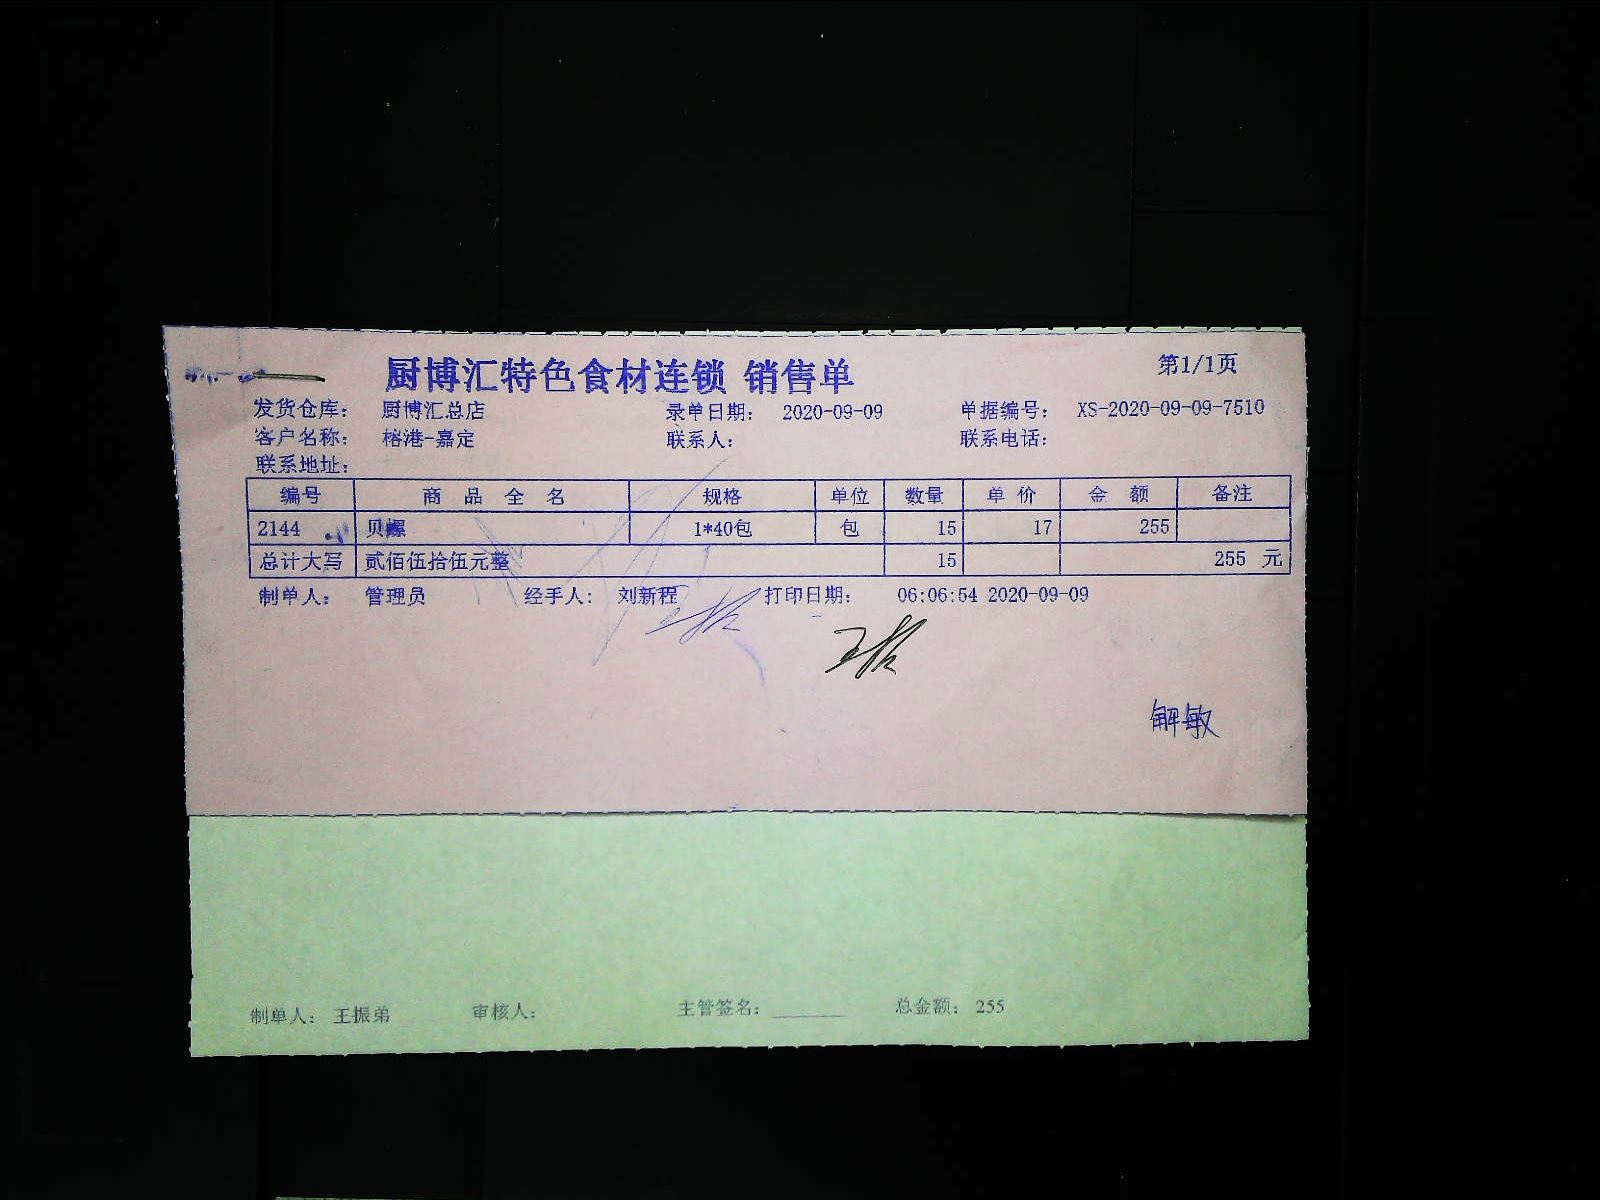 厨博汇特色食材连锁 销售单 第1/1页
发货仓库： 厨博汇总店 录单日期： 2020-09-09 单据编号： XS-2020-09-09-7510
客户名称： 榕港-嘉定 联系人： 联系电话：
联系地址：
编号 商品全名 规格 单位 数量 单价 金额 备注
2144 贝螺 1*40包 包 15 17 255
总计大写 贰佰伍拾伍元整 15 255 元
制单人： 管理员 经手人： 刘新程 打印日期： 06:06:54 2020-09-09
解敏
制单人： 王振弟 审核人： 主管签名： 总金额： 255